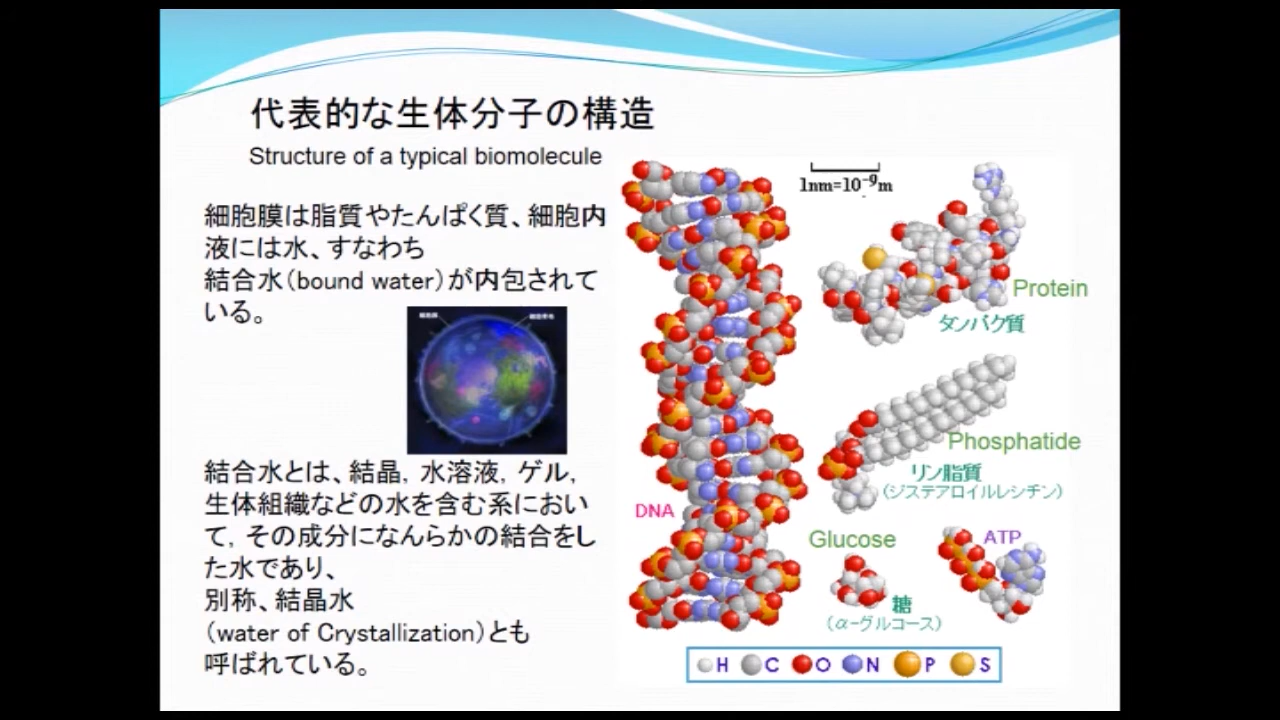 代表的な生体分子の構造
Structure of a typical biomolecule
細胞膜は脂質やたんぱく質、細胞内
液には水、すなわち
結合水（bound water）が内包されて
いる。
細胞膜
結合水とは、結晶，水溶液，ゲル，
生体組織などの水を含む系におい
て，その成分になんらかの結合をし
た水であり、
別称、結晶水
（water of Crystallization）とも
呼ばれている。
1nm=10⁻⁹m
Protein
タンパク質
Phosphatide
リン脂質
（ジステアロイルレシチン）
DNA
Glucose
糖
（α-グルコース）
ATP
H C O N P S